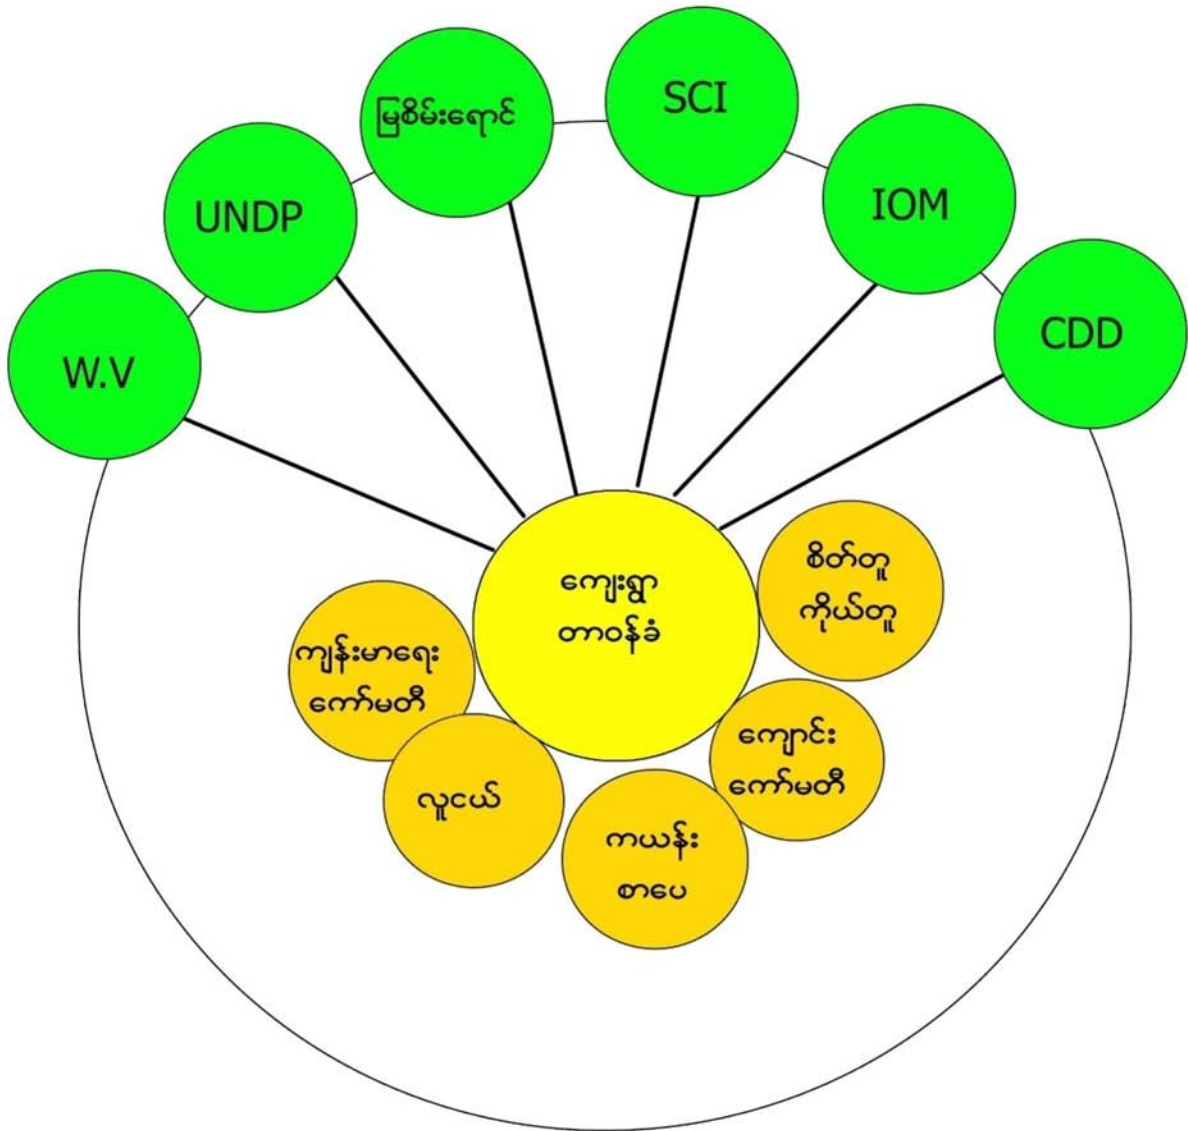 SCI
မြစိမ်းရောင်
IOM
UNDP
CDD
W.V
ကျေးရွာ
တာဝန်ခံ
စိတ်တူ
ကိုယ်တူ
ကျန်းမာရေး
ကော်မတီ
ကျောင်း
ကော်မတီ
လူငယ်
ကယန်း
စာပေ